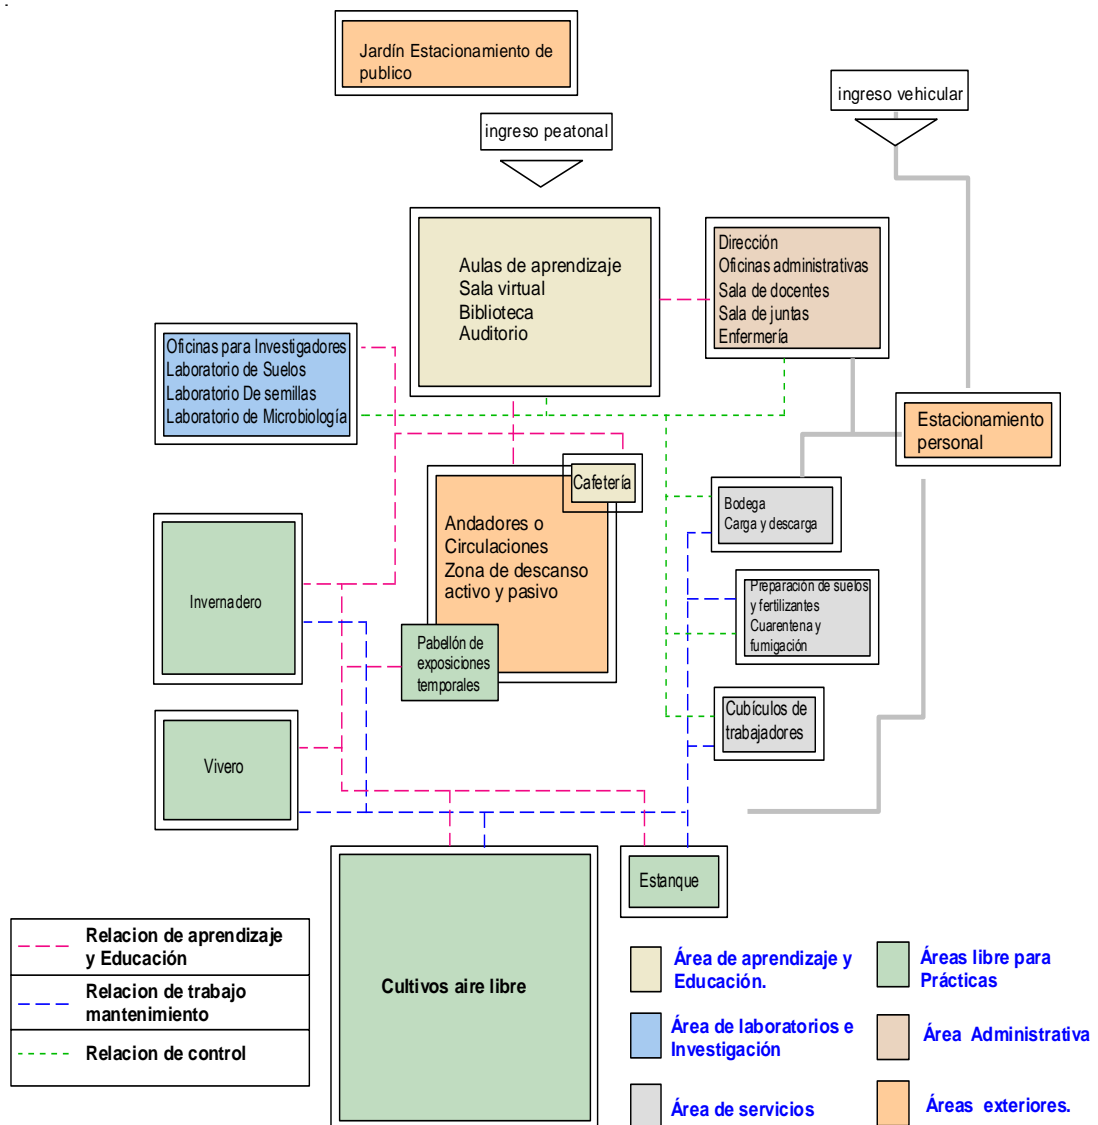 .
Jardín Estacionamiento de
publico
ingreso vehicular
ingreso peatonal
Aulas de aprendizaje
Sala virtual
Biblioteca
Auditorio
Dirección
Oficinas administrativas
Sala de docentes
Sala de juntas
Enfermería
Oficinas para Investigadores
Laboratorio de Suelos
Laboratorio De semillas
Laboratorio de Microbiología
Estacionamiento
personal
Cafetería
Andadores o
Circulaciones
Zona de descanso
activo y pasivo
Bodega
Carga y descarga
Invernadero
Preparación de suelos
y fertilizantes
Cuarentena y
fumigación
Pabellón de
exposiciones
temporales
Cubículos de
trabajadores
Vivero
Estanque
Cultivos aire libre
Relacion de aprendizaje
y Educación
Relacion de trabajo
mantenimiento
Relacion de control
Área de aprendizaje y
Educación.
Áreas libre para
Prácticas
Área de laboratorios e
Investigación
Área Administrativa
Área de servicios
Áreas exteriores.